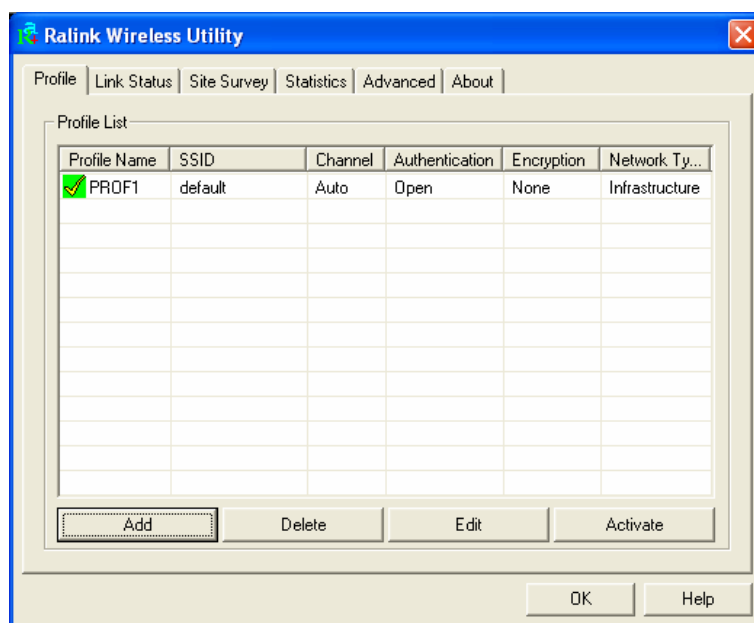 Ralink Wireless Utility
Profile Link Status Site Survey Statistics Advanced About
Profile List
Profile Name SSID Channel Authentication Encryption Network Ty...
PROF1 default Auto Open None Infrastructure
Add Delete Edit Activate
OK Help